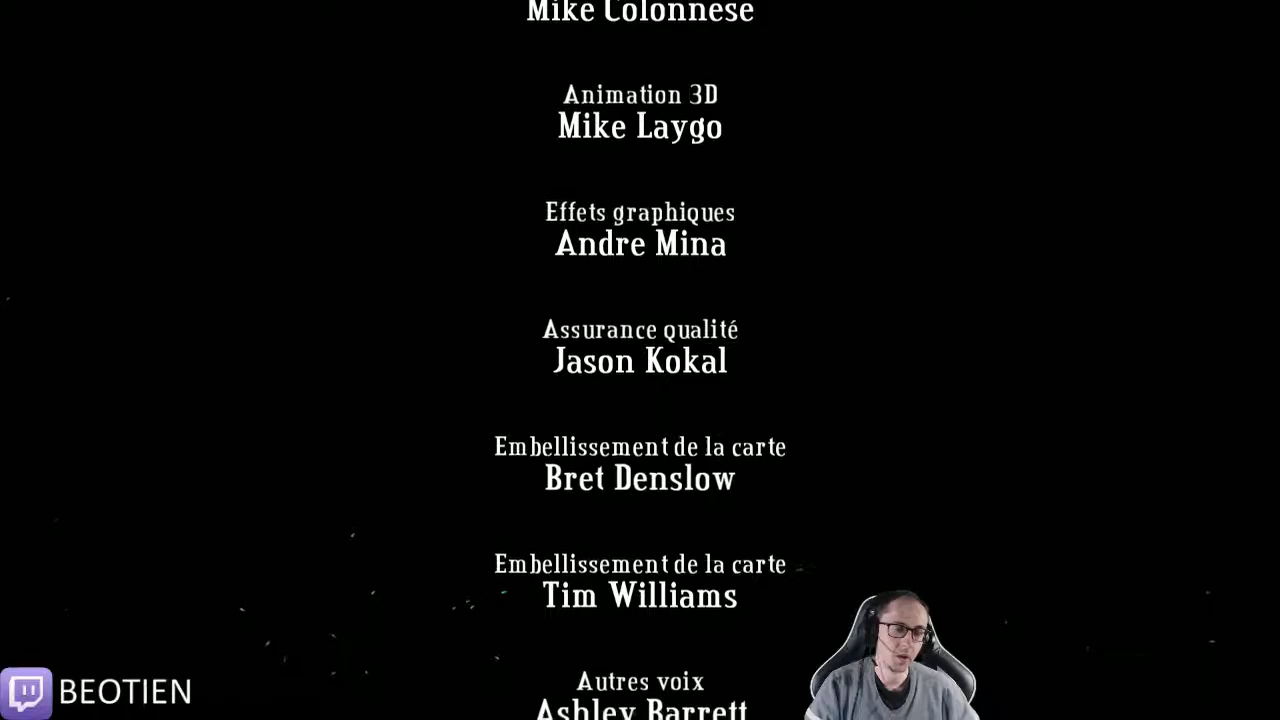 Mike Colonnese
Animation 3D
Mike Laygo
Effets graphiques
Andre Mina
Assurance qualité
Jason Kokal
Embellissement de la carte
Bret Denslow
Embellissement de la carte
Tim Williams
Autres voix
Ashley Barrett
BEOTIEN